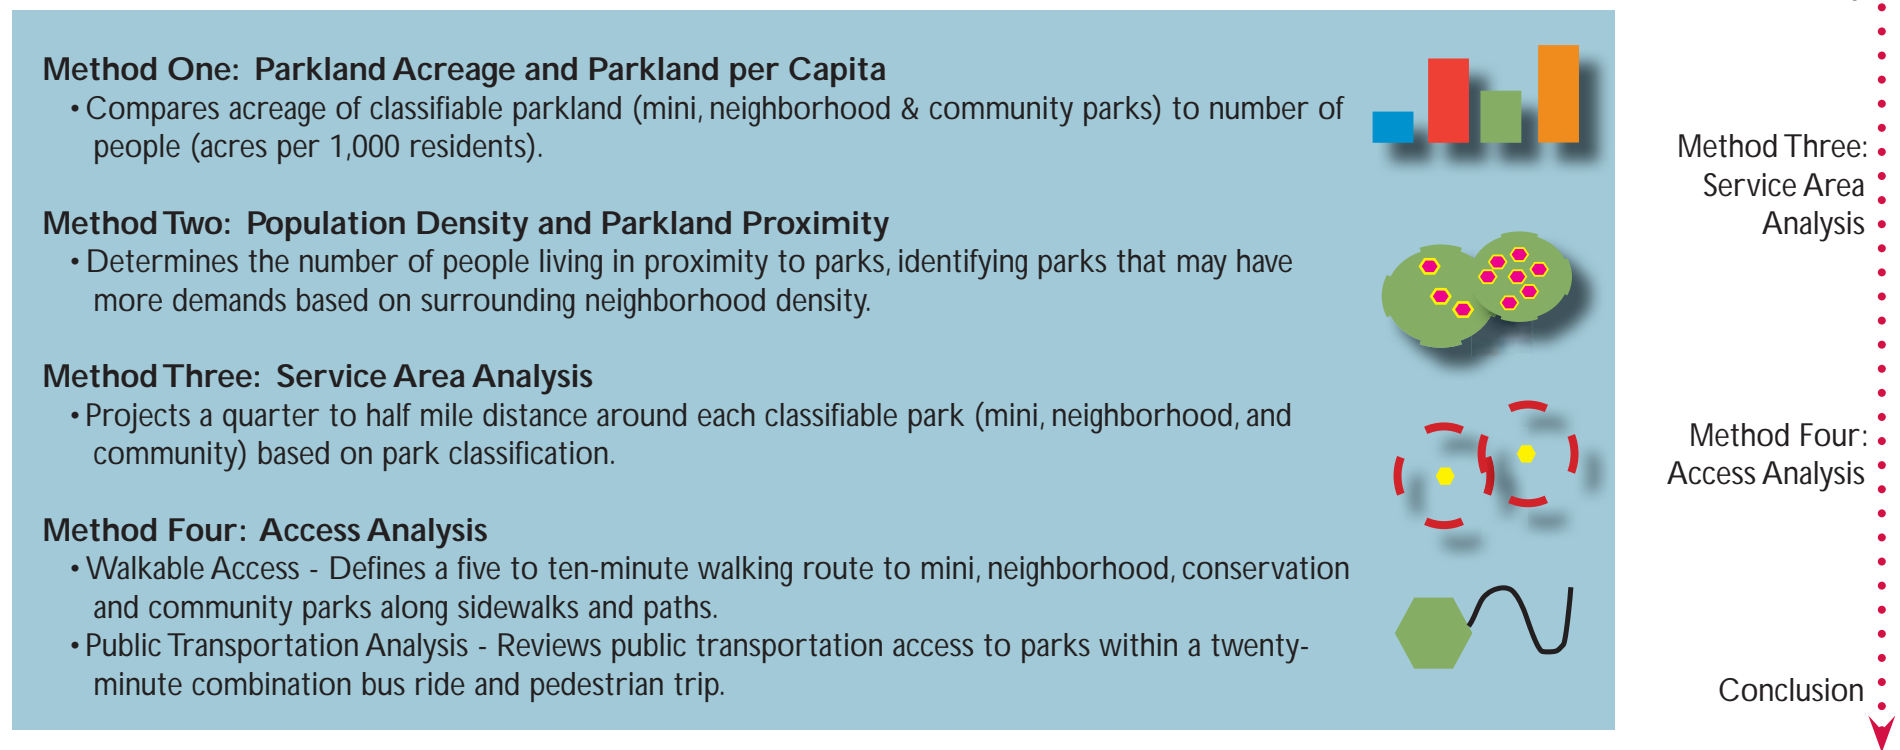 Method One: Parkland Acreage and Parkland per Capita
• Compares acreage of classifiable parkland (mini, neighborhood & community parks) to number of
people (acres per 1,000 residents).
Method Two: Population Density and Parkland Proximity
• Determines the number of people living in proximity to parks, identifying parks that may have
more demands based on surrounding neighborhood density.
Method Three: Service Area Analysis
• Projects a quarter to half mile distance around each classifiable park (mini, neighborhood, and
community) based on park classification.
Method Four: Access Analysis
• Walkable Access - Defines a five to ten-minute walking route to mini, neighborhood, conservation
and community parks along sidewalks and paths.
• Public Transportation Analysis - Reviews public transportation access to parks within a twenty-
minute combination bus ride and pedestrian trip.
Method Three:
Service Area
Analysis
Method Four:
Access Analysis
Conclusion